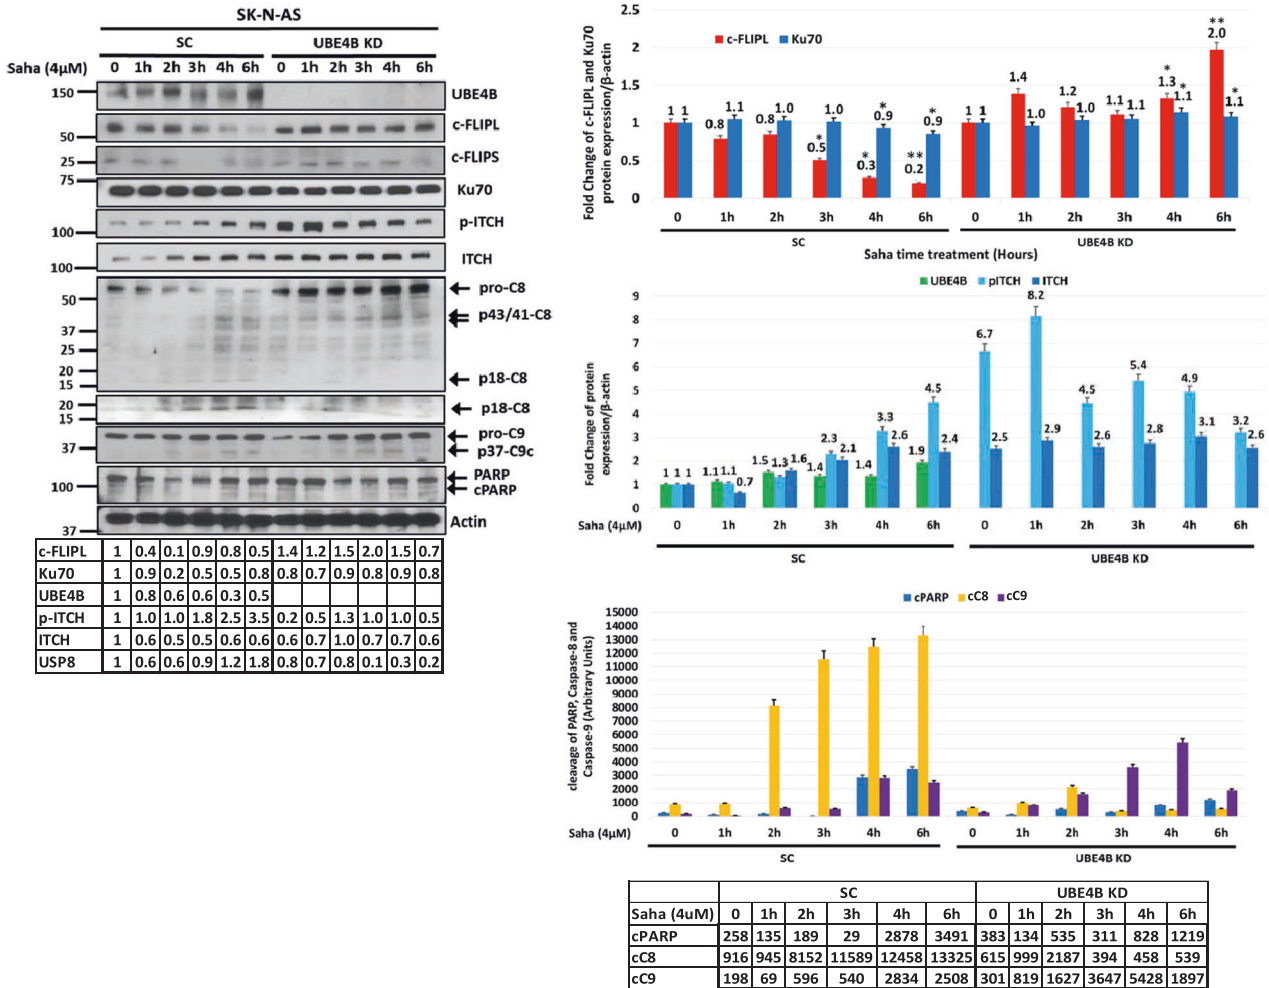 SK-N-AS
SC UBE4B KD
Saha (4µM) 0 1h 2h 3h 4h 6h 0 1h 2h 3h 4h 6h
150 UBE4B
50 c-FLIPL
25 c-FLIPS
75 Ku70
100 p-ITCH
100 ITCH
pro-C8
50
p43/41-C8
37
25
20
15 p18-C8
20 p18-C8
15
pro-C9
37 p37-C9c
PARP
100 cPARP
37 Actin
c-FLIPL 1 0.4 0.1 0.9 0.8 0.5 1.4 1.2 1.5 2.0 1.5 0.7
Ku70 1 0.9 0.2 0.5 0.5 0.8 0.8 0.7 0.9 0.8 0.9 0.8
UBE4B 1 0.8 0.6 0.6 0.3 0.5
p-ITCH 1 1.0 1.0 1.8 2.5 3.5 0.2 0.5 1.3 1.0 1.0 0.5
ITCH 1 0.6 0.5 0.5 0.6 0.6 0.6 0.7 1.0 0.7 0.7 0.6
USP8 1 0.6 0.6 0.9 1.2 1.8 0.8 0.7 0.8 0.1 0.3 0.2
Fold Change of c-FLIPL and Ku70
protein expression/β-actin
2.5
2
1.5
1
0.5
0
c-FLIPL Ku70
1 1 0.8 1.1 0.8 1.0 * 0.5 1.0 * 0.3 * 0.9 ** 0.2 * 0.9 1 1 1.4 1.0 1.2 1.0 1.1 1.1 * 1.3 * 1.1 ** 2.0 * 1.1
0 1h 2h 3h 4h 6h 0 1h 2h 3h 4h 6h
SC UBE4B KD
Saha time treatment (Hours)
UBE4B pITCH ITCH
Fold Change of protein
expression/β-actin
9
8
7
6
5
4
3
2
1
0
1 1 1 1.1 1.1 0.7 1.5 1.3 1.6 1.4 2.3 2.1 1.4 3.3 2.6 1.9 4.5 2.4 6.7 2.5 8.2 2.9 4.5 2.6 5.4 2.8 4.9 3.1 3.2 2.6
Saha (4µM) 0 1h 2h 3h 4h 6h 0 1h 2h 3h 4h 6h
SC UBE4B KD
cPARP cC8 cC9
cleavage of PARP, Caspase-8 and
Caspase-9 (Arbitrary Units)
15000
14000
13000
12000
11000
10000
9000
8000
7000
6000
5000
4000
3000
2000
1000
0
Saha (4µM) 0 1h 2h 3h 4h 6h 0 1h 2h 3h 4h 6h
SC UBE4B KD
SC UBE4B KD
Saha (4uM) 0 1h 2h 3h 4h 6h 0 1h 2h 3h 4h 6h
cPARP 258 135 189 29 2878 3491 383 134 535 311 828 1219
cC8 916 945 8152 11589 12458 13325 615 999 2187 394 458 539
cC9 198 69 596 540 2834 2508 301 819 1627 3647 5428 1897